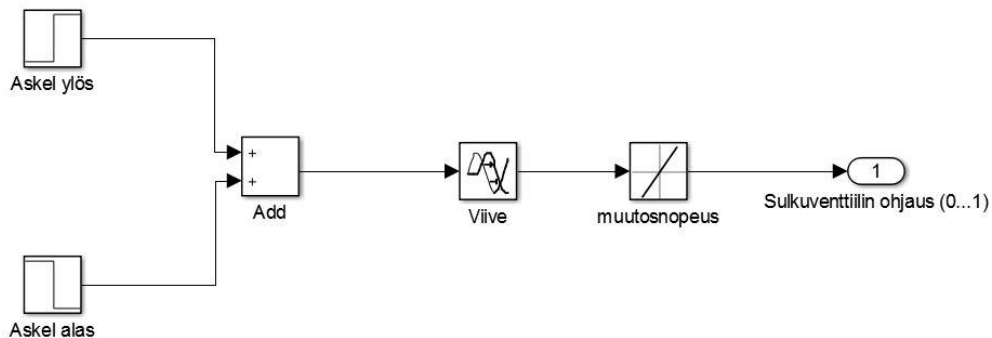 Askel ylös
+
+
Add
Viive
muutosnopeus
1
Sulkuventtiilin ohjaus (0...1)
Askel alas